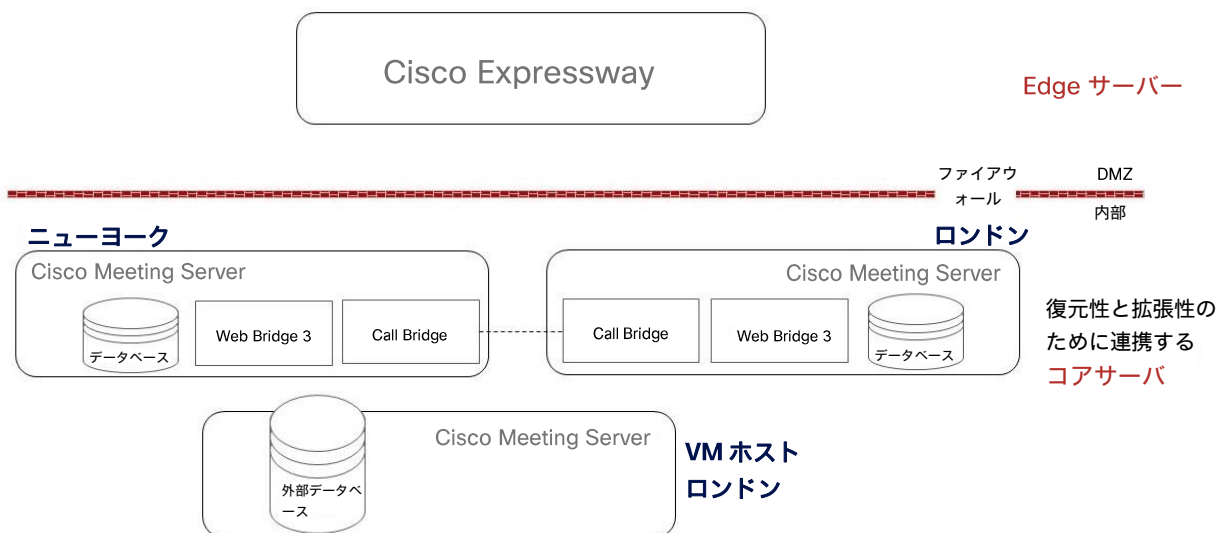 Cisco Expressway
Edge サーバー
ファイアウ
ォール
DMZ
内部
ニューヨーク
ロンドン
Cisco Meeting Server
データベース
Web Bridge 3
Call Bridge
Cisco Meeting Server
Call Bridge
Web Bridge 3
データベース
復元性と拡張性の
ために連携する
コアサーバ
Cisco Meeting Server
外部データベ
ース
VM ホスト
ロンドン